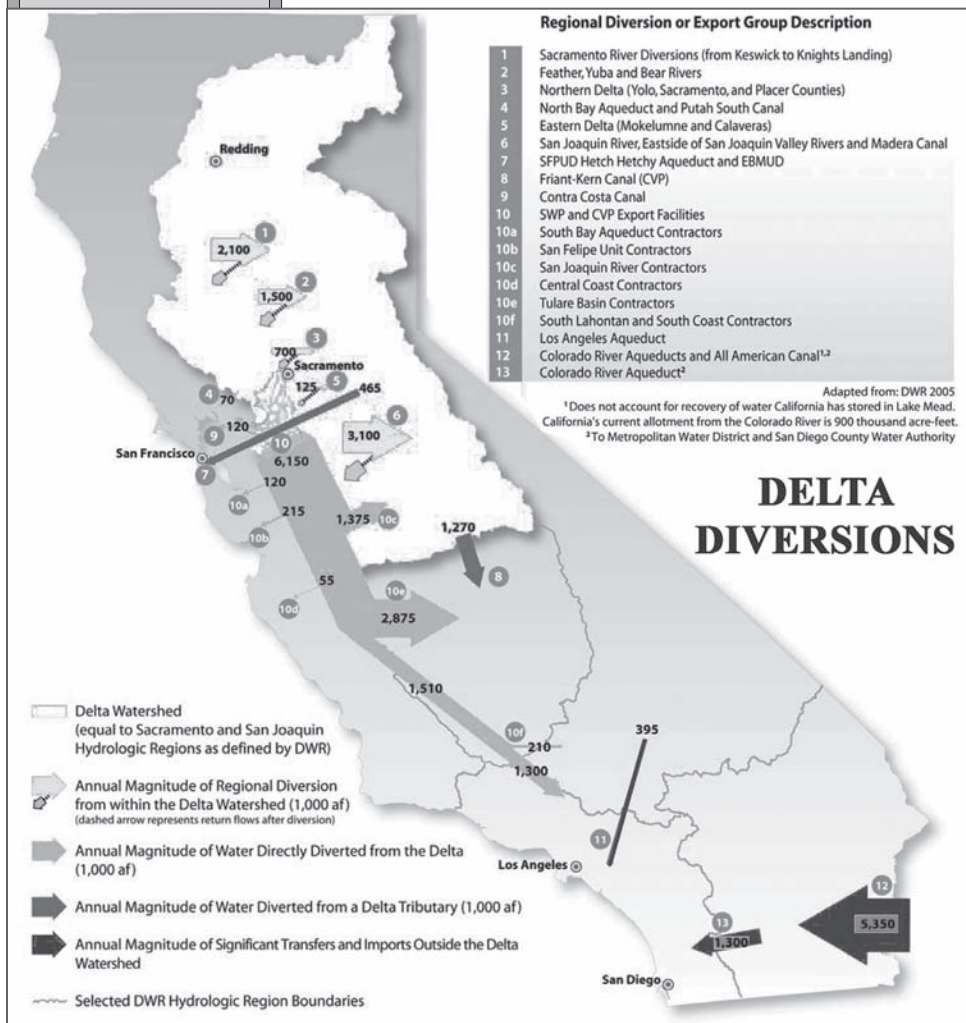 Regional Diversion or Export Group Description
1 Sacramento River Diversions (from Keswick to Knights Landing)
2 Feather, Yuba and Bear Rivers
3 Northern Delta (Yolo, Sacramento, and Placer Counties)
4 North Bay Aqueduct and Putah South Canal
5 Eastern Delta (Mokelumne and Calaveras)
6 San Joaquin River, Eastside of San Joaquin Valley Rivers and Madera Canal
7 SFPUD Hetch Hetchy Aqueduct and EBMUD
8 Friant-Kern Canal (CVP)
9 Contra Costa Canal
10 SWP and CVP Export Facilities
10a South Bay Aqueduct Contractors
10b San Felipe Unit Contractors
10c San Joaquin River Contractors
10d Central Coast Contractors
10e Tulare Basin Contractors
10f South Lahontan and South Coast Contractors
11 Los Angeles Aqueduct
12 Colorado River Aqueducts and All American Canal¹,²
13 Colorado River Aqueduct²
Adapted from: DWR 2005
¹Does not account for recovery of water California has stored in Lake Mead.
California's current allotment from the Colorado River is 900 thousand acre-feet.
²To Metropolitan Water District and San Diego County Water Authority
DELTA
DIVERSIONS
Redding
1
2,100
2
1,500
3
700
Sacramento
125
5
465
4
70
6
9
120
3,100
10
San Francisco
6,150
7
120
10a
215
1,375
10c
1,270
10b
8
55
10e
10d
2,875
1,510
10f
210
395
1,300
11
Los Angeles
12
5,350
13
1,300
San Diego
Delta Watershed
(equal to Sacramento and San Joaquin
Hydrologic Regions as defined by DWR)
Annual Magnitude of Regional Diversion
from within the Delta Watershed (1,000 af)
(dashed arrow represents return flows after diversion)
Annual Magnitude of Water Directly Diverted from the Delta
(1,000 af)
Annual Magnitude of Water Diverted from a Delta Tributary (1,000 af)
Annual Magnitude of Significant Transfers and Imports Outside the Delta
Watershed
Selected DWR Hydrologic Region Boundaries